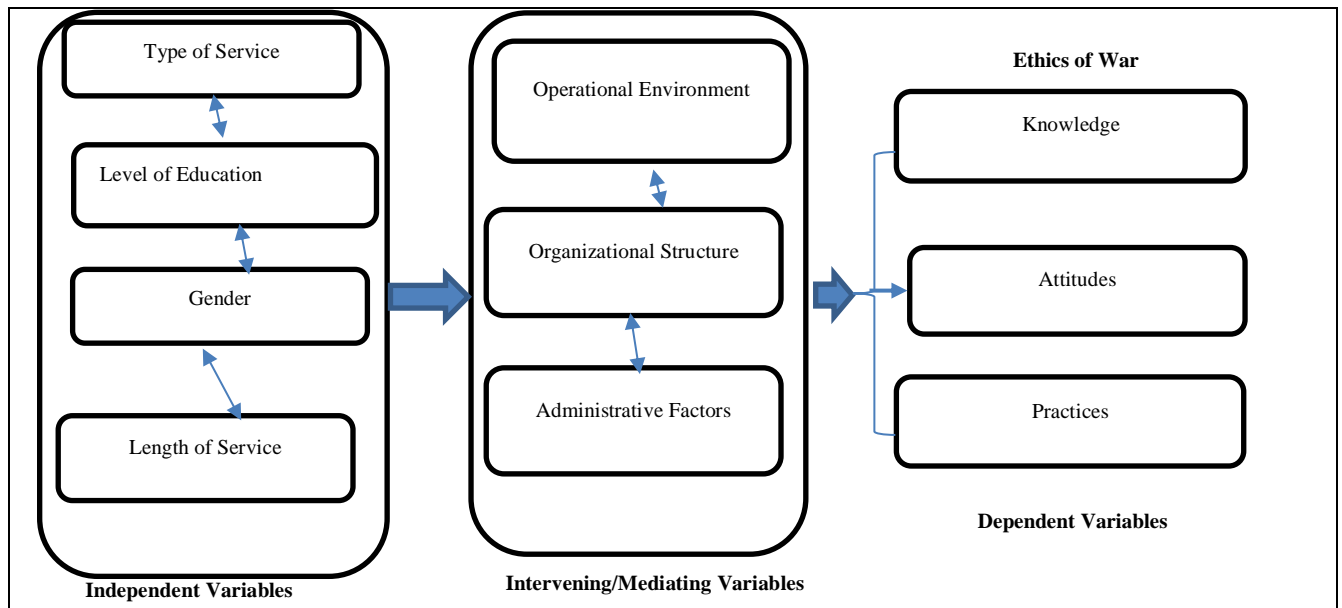 Type of Service
Level of Education
Gender
Length of Service
Independent Variables
Operational Environment
Organizational Structure
Administrative Factors
Intervening/Mediating Variables
Ethics of War
Knowledge
Attitudes
Practices
Dependent Variables